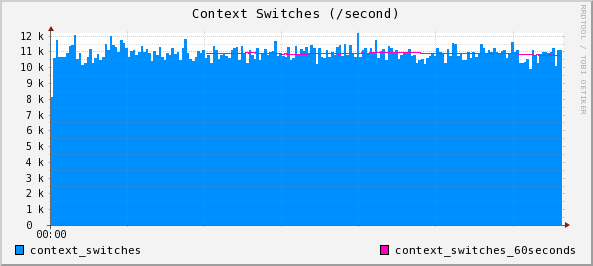 Context Switches (/second)
RRDTOOL / TOBI OETIKER
12 k
11 k
10 k
9 k
8 k
7 k
6 k
5 k
4 k
3 k
2 k
1 k
0
00:00
context_switches
context_switches_60seconds